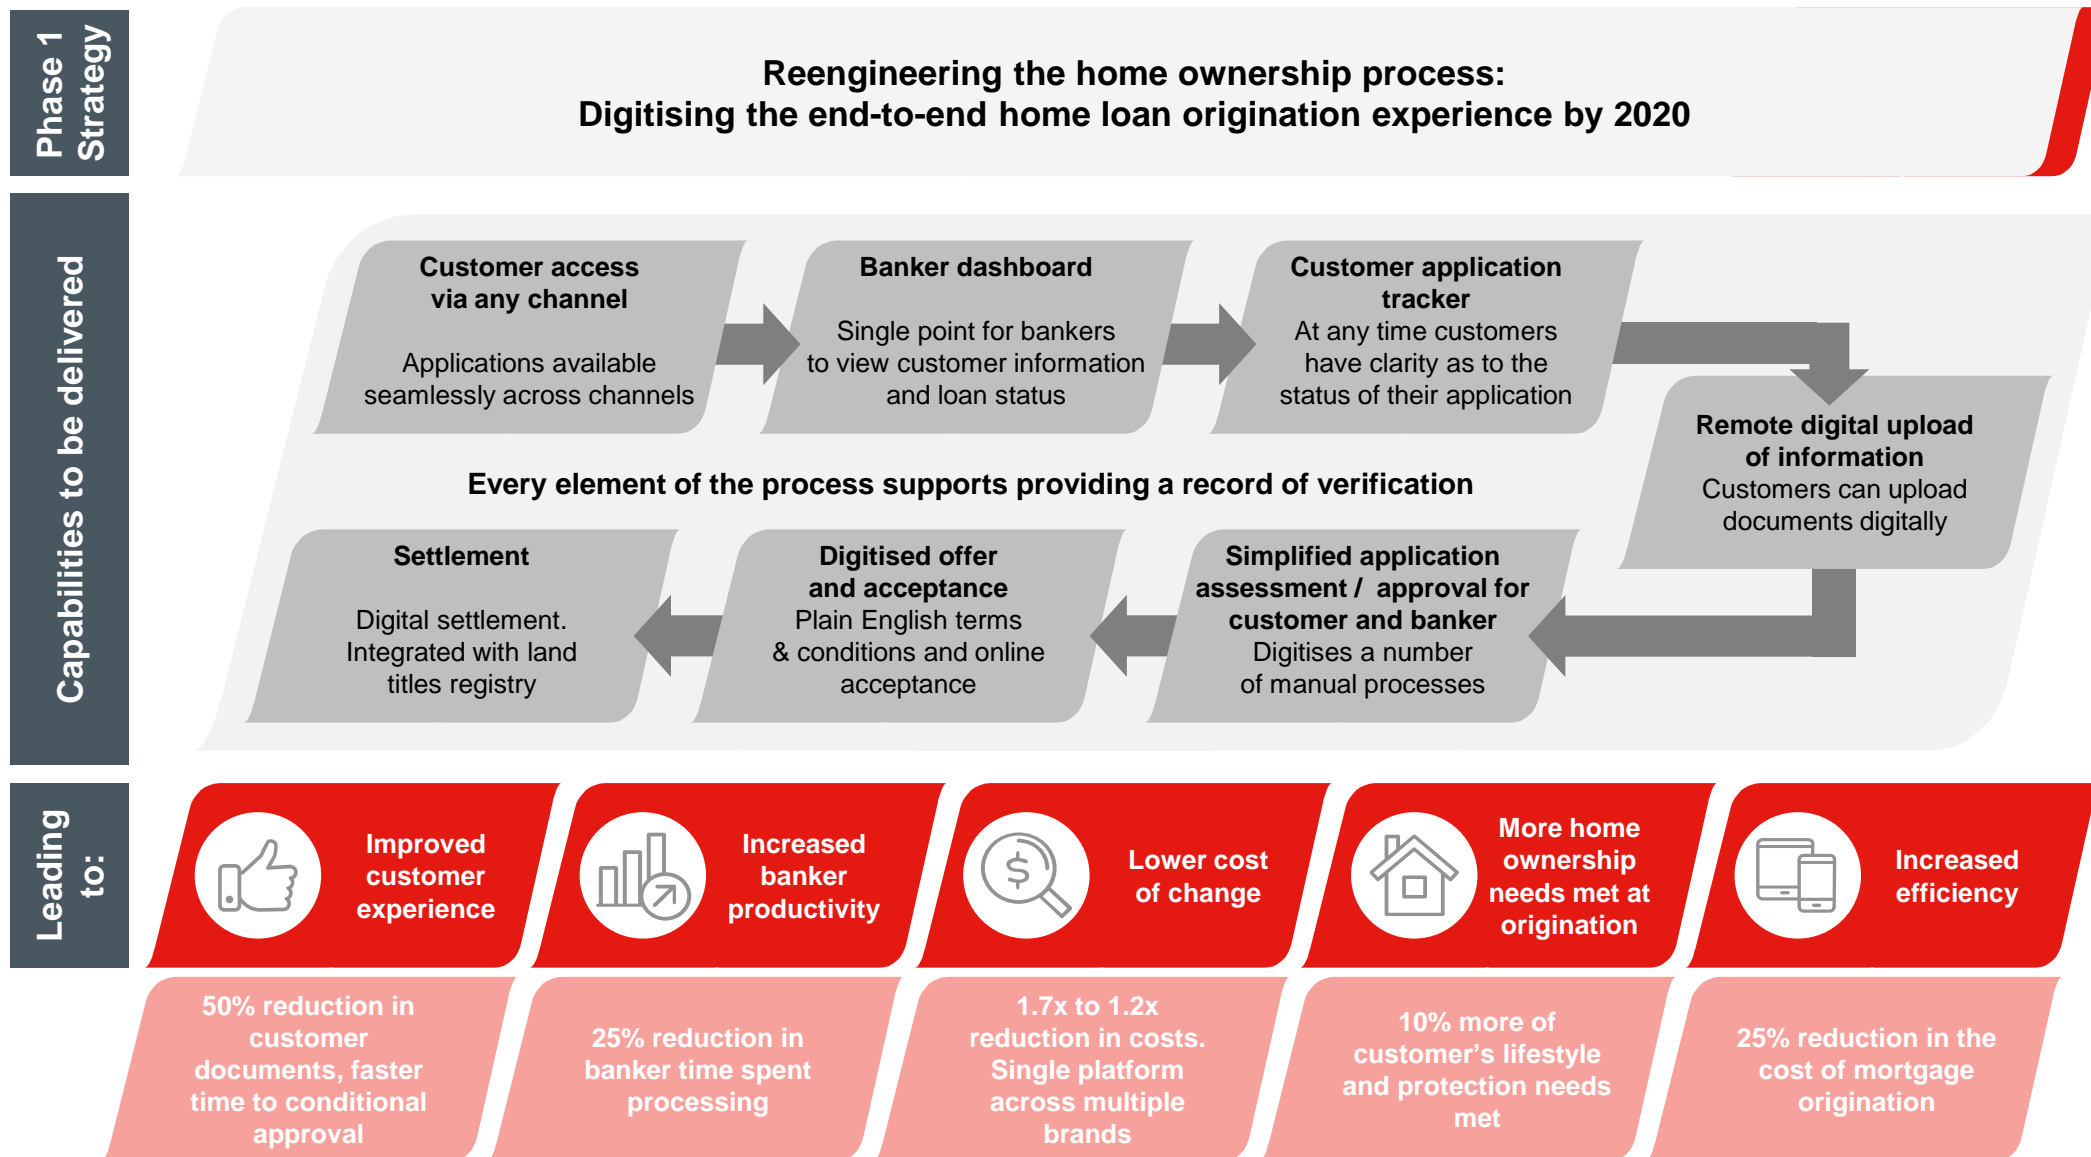 Phase 1
Strategy
Reengineering the home ownership process:
Digitising the end-to-end home loan origination experience by 2020
Capabilities to be delivered
Customer access
via any channel
Applications available
seamlessly across channels
Banker dashboard
Single point for bankers
to view customer information
and loan status
Customer application
tracker
At any time customers
have clarity as to the
status of their application
Remote digital upload
of information
Customers can upload
documents digitally
Every element of the process supports providing a record of verification
Settlement
Digital settlement.
Integrated with land
titles registry
Digitised offer
and acceptance
Plain English terms
& conditions and online
acceptance
Simplified application
assessment / approval for
customer and banker
Digitises a number
of manual processes
Leading
to:
Improved
customer
experience
Increased
banker
productivity
$
Lower cost
of change
More home
ownership
needs met at
origination
Increased
efficiency
50% reduction in
customer
documents, faster
time to conditional
approval
25% reduction in
banker time spent
processing
1.7x to 1.2x
reduction in costs.
Single platform
across multiple
brands
10% more of
customer’s lifestyle
and protection needs
met
25% reduction in the
cost of mortgage
origination